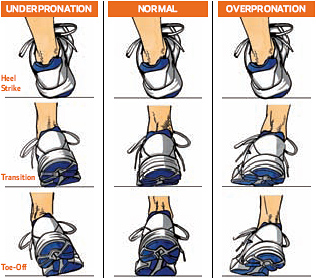 UNDERPRONATION
NORMAL
OVERPRONATION
Heel
Strike
Transition
Toe-Off